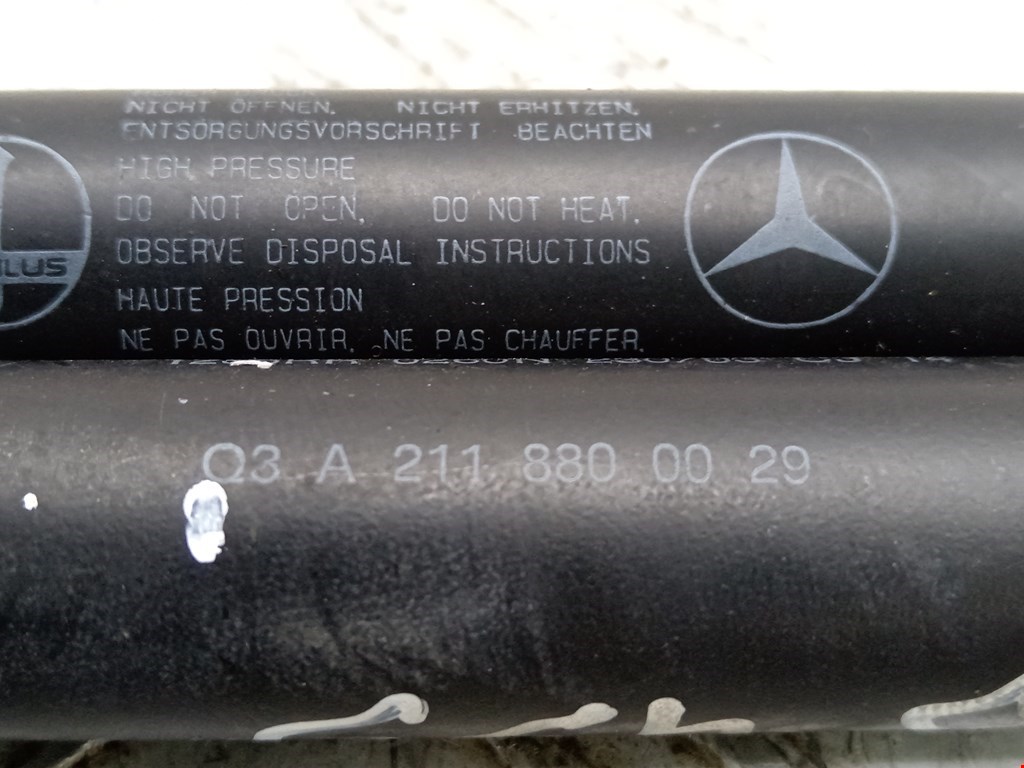 NICHT ÖFFNEN. NICHT ERHITZEN.
ENTSORGUNGSVORSCHRIFT BEACHTEN
HIGH PRESSURE
DO NOT OPEN. DO NOT HEAT.
OBSERVE DISPOSAL INSTRUCTIONS
HAUTE PRESSION
NE PAS OUVRIR. NE PAS CHAUFFER.
Q3 A 211 880 00 29